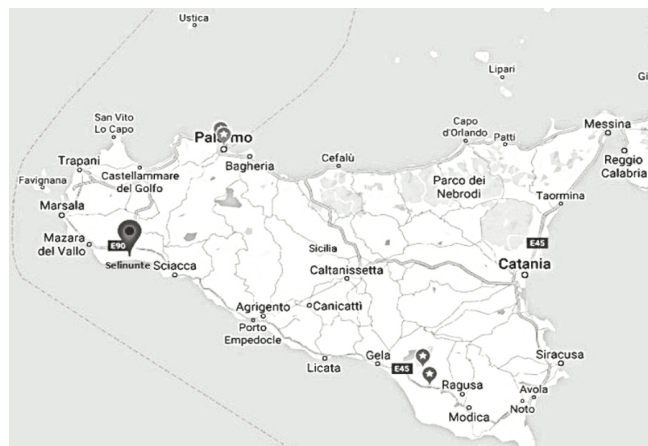 Ustica
Lipari
Gi
San Vito
Lo Capo
Capo
d'Orlando
Patti
Messina
Palermo
Bagheria
Cefalù
Reggio
Calabria
Trapani
Castellammare
del Golfo
Favignana
Parco dei
Nebrodi
Taormina
Marsala
Mazara
del Vallo
E90
Sicilia
E45
Selinunte
Sciacca
Caltanissetta
Catania
Agrigento
Canicattì
Porto
Empedocle
Licata
Gela
E45
Siracusa
Ragusa
Avola
Noto
Modica